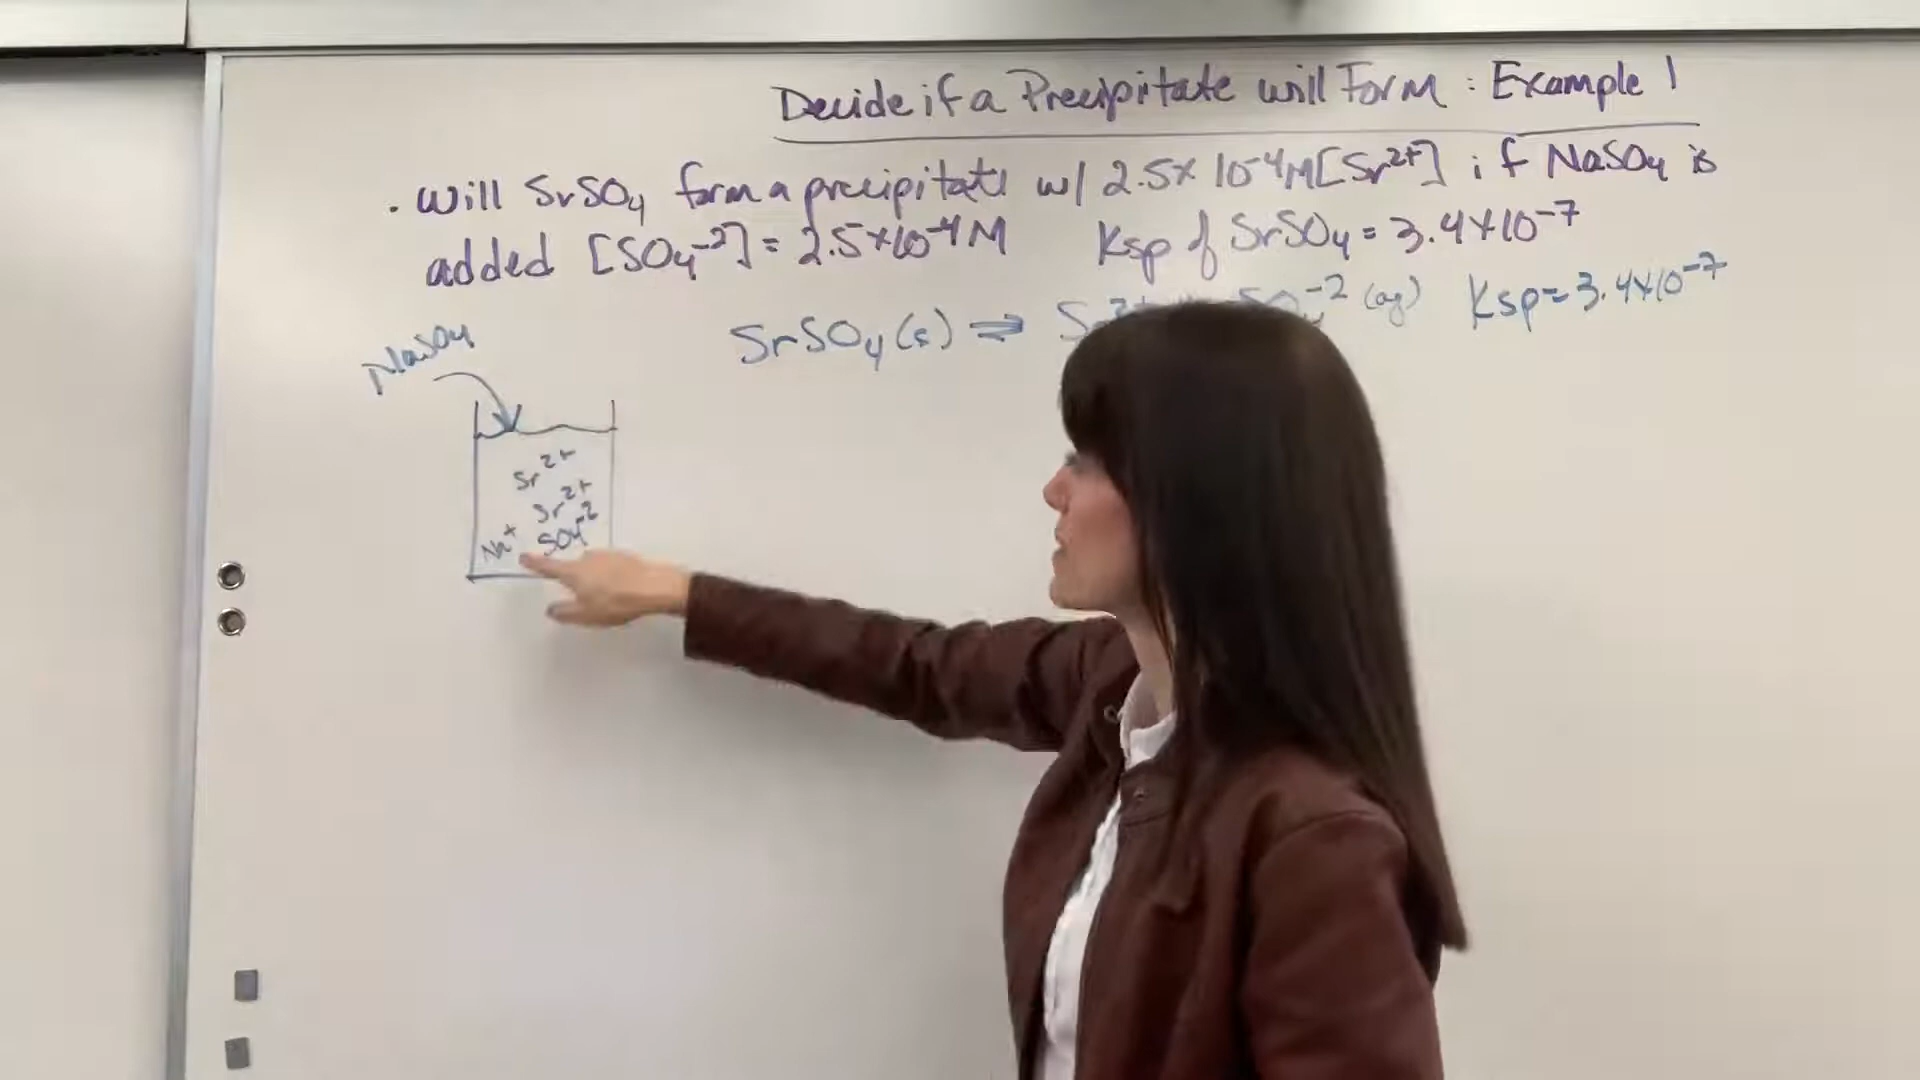 Decide if a Precipitate will Form : Example 1
. Will SrSO₄ form a precipitate w/ 2.5×10⁻⁴M[Sr²⁺] if NaSO₄ is
added [SO₄⁻²] = 2.5×10⁻⁴M Ksp of SrSO₄ = 3.4×10⁻⁷
SrSO₄(s) ⇌ ⁻² (aq) Ksp = 3.4×10⁻⁷
NaSO₄
Sr²⁺
Sr²⁺
Na⁺ SO₄⁻²